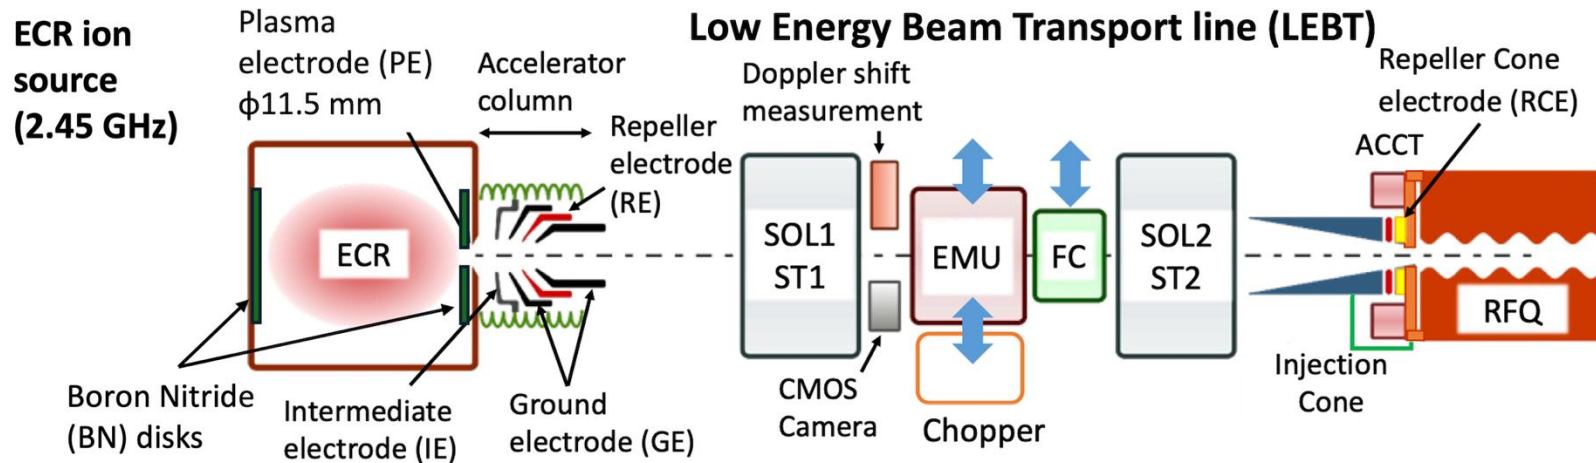 ECR ion
source
(2.45 GHz)
Plasma
electrode (PE)
ϕ11.5 mm
Accelerator
column
Repeller
electrode
(RE)
Low Energy Beam Transport line (LEBT)
Doppler shift
measurement
Repeller Cone
electrode (RCE)
ACCT
ECR
SOL1
ST1
EMU
FC
SOL2
ST2
RFQ
Boron Nitride
(BN) disks
Intermediate
electrode (IE)
Ground
electrode (GE)
CMOS
Camera
Chopper
Injection
Cone